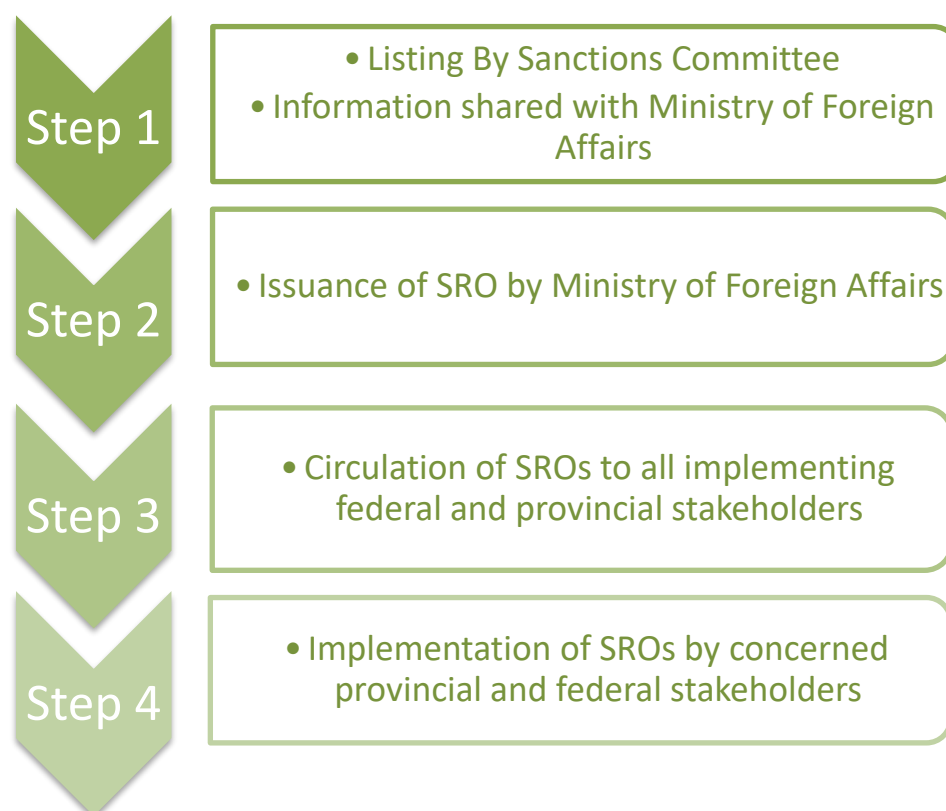 Step 1
• Listing By Sanctions Committee
• Information shared with Ministry of Foreign
Affairs
Step 2
• Issuance of SRO by Ministry of Foreign Affairs
Step 3
• Circulation of SROs to all implementing
federal and provincial stakeholders
Step 4
• Implementation of SROs by concerned
provincial and federal stakeholders